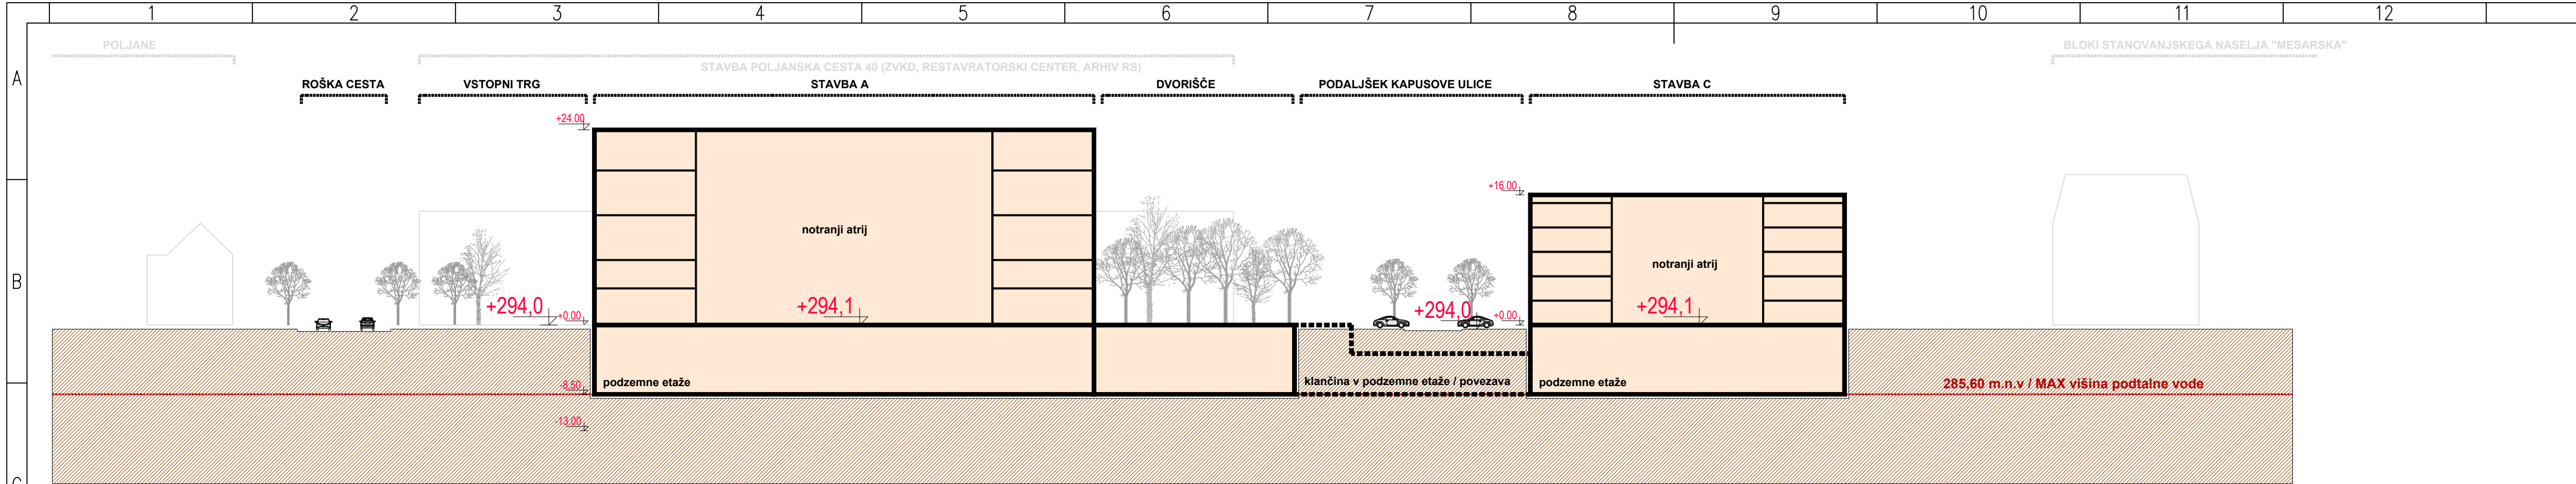 1 2 3 4 5 6 7 8 9 10 11 12
POLJANE
BLOKI STANOVANJSKEGA NASELJA "MESARSKA"
STAVBA POLJANSKA CESTA 40 (ZVKD, RESTAVRATORSKI CENTER, ARHIV RS)
A
ROŠKA CESTA VSTOPNI TRG STAVBA A DVORIŠČE PODALJŠEK KAPUSOVE ULICE STAVBA C
+24.00
+16.00
notranji atrij
notranji atrij
B
+294,0 +294,1 +294,0 +294,1
+0.00 +0.00
podzemne etaže klančina v podzemne etaže / povezava podzemne etaže 285,60 m.n.v / MAX višina podtalne vode
-8,50
-13.00
C